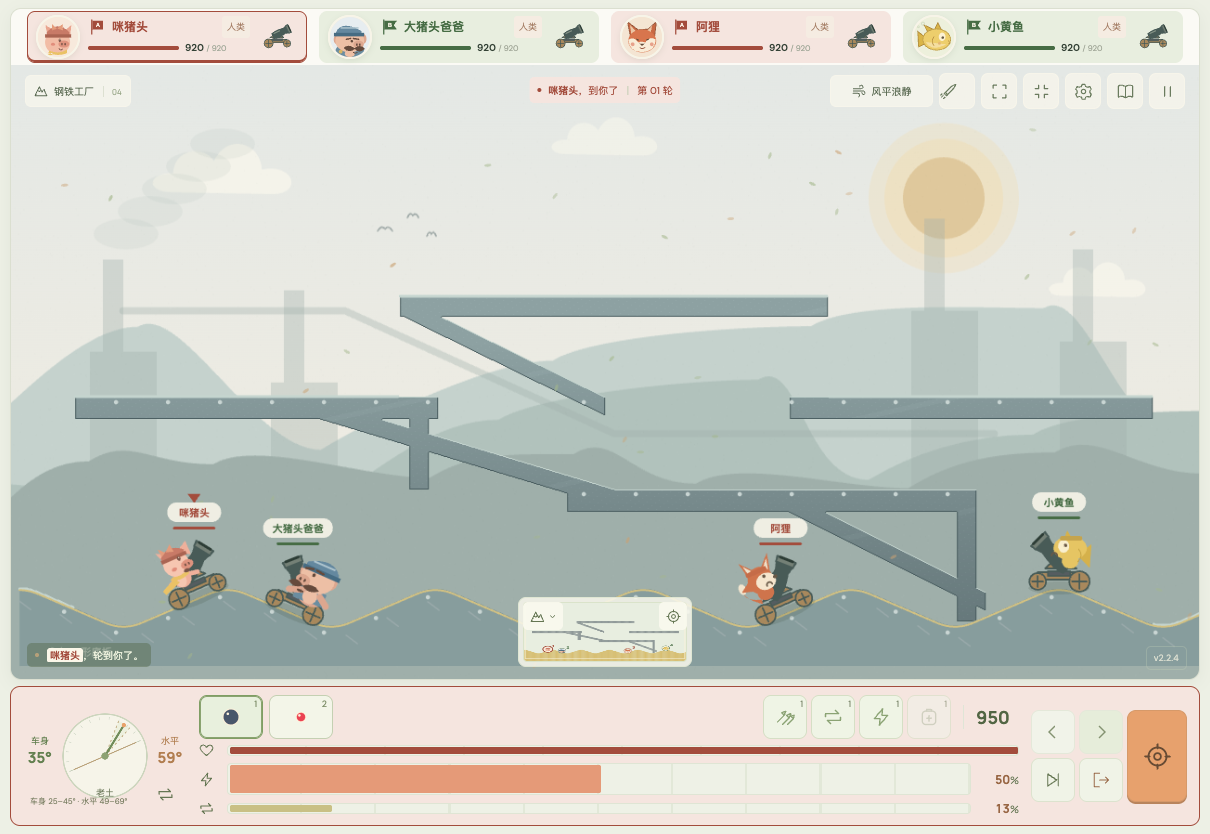 A 咪猪头 人类
920 / 920
B 大猪头爸爸 人类
920 / 920
A 阿狸 人类
920 / 920
B 小黄鱼 人类
920 / 920
钢铁工厂 04
咪猪头，到你了 第 01 轮
风平浪静
咪猪头
大猪头爸爸
阿狸
小黄鱼
咪猪头，轮到你了。
v2.2.4
车身
35°
水平
59°
老土
车身 25–45° · 水平 49–69°
1
2
1
1
1
1
950
50%
13%